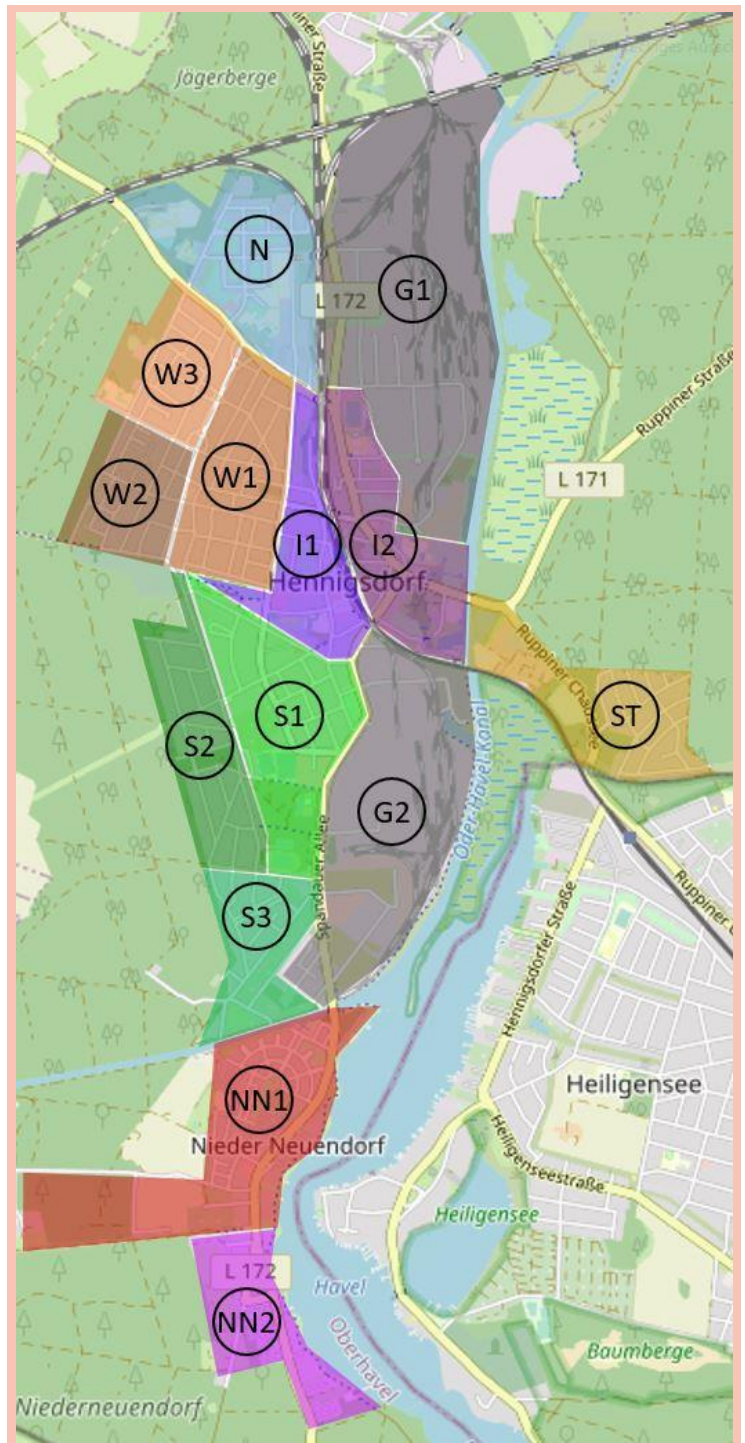 Jägerberge
Ruppiner Straße
N
L 172
G1
W3
Ruppiner Straße
W2
W1
L 171
I1
I2
Hennigsdorf
Ruppiner Chaussee
S1
ST
S2
Oder-Havel-Kanal
G2
Spandauer Allee
Ruppiner C
S3
Hennigsdorfer Straße
Heiligensee
NN1
Nieder Neuendorf
Heiligenseestraße
Heiligensee
L 172
Havel
NN2
Oberhavel
Baumberge
Niederneuendorf